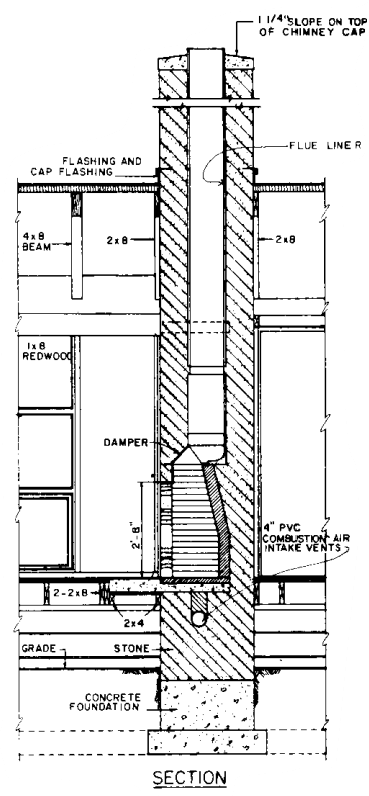 1 1/4" SLOPE ON TOP
OF CHIMNEY CAP
FLASHING AND
CAP FLASHING
FLUE LINER
4x8
BEAM
2x8
2x8
1x8
REDWOOD
DAMPER
2'-8"
4" PVC
COMBUSTION AIR
INTAKE VENTS
2-2x8
2x4
GRADE
STONE
CONCRETE
FOUNDATION
SECTION